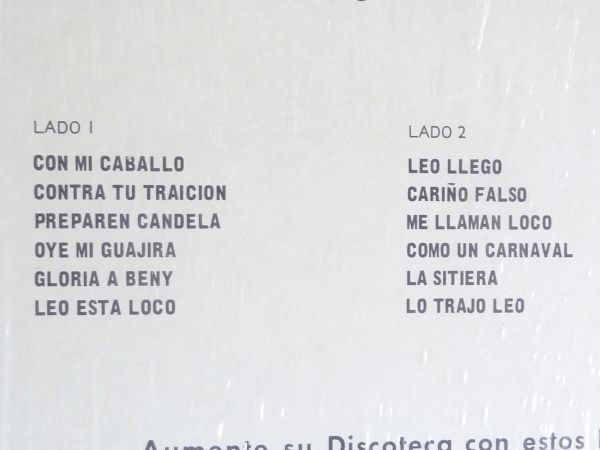 LADO 1
CON MI CABALLO
CONTRA TU TRAICION
PREPAREN CANDELA
OYE MI GUAJIRA
GLORIA A BENY
LEO ESTA LOCO
LADO 2
LEO LLEGO
CARIÑO FALSO
ME LLAMAN LOCO
COMO UN CARNAVAL
LA SITIERA
LO TRAJO LEO
Aumente su Discoteca con estos